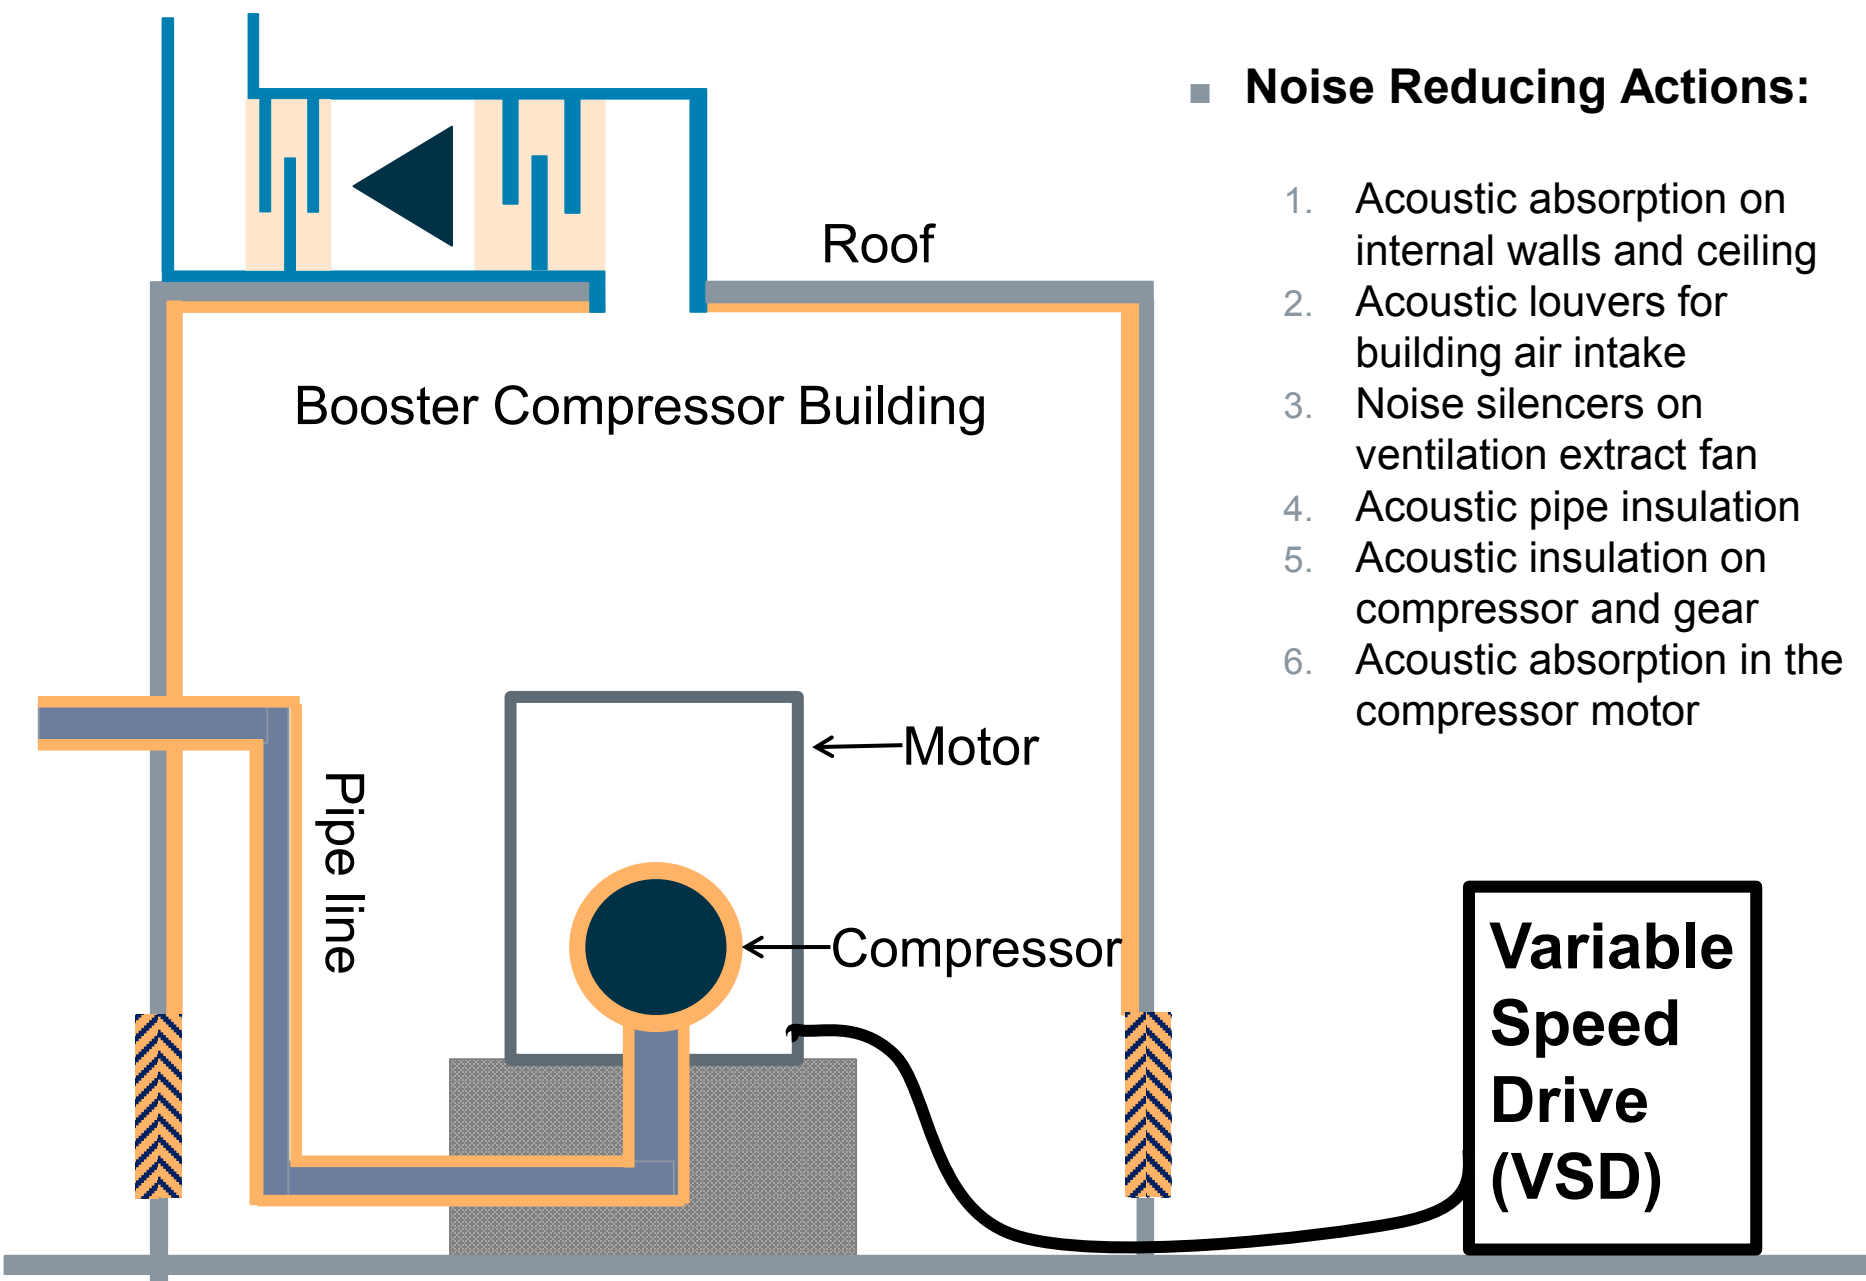 Noise Reducing Actions:
1. Acoustic absorption on
internal walls and ceiling
2. Acoustic louvers for
building air intake
3. Noise silencers on
ventilation extract fan
4. Acoustic pipe insulation
5. Acoustic insulation on
compressor and gear
6. Acoustic absorption in the
compressor motor
Roof
Booster Compressor Building
Motor
Pipe line
Compressor
Variable
Speed
Drive
(VSD)